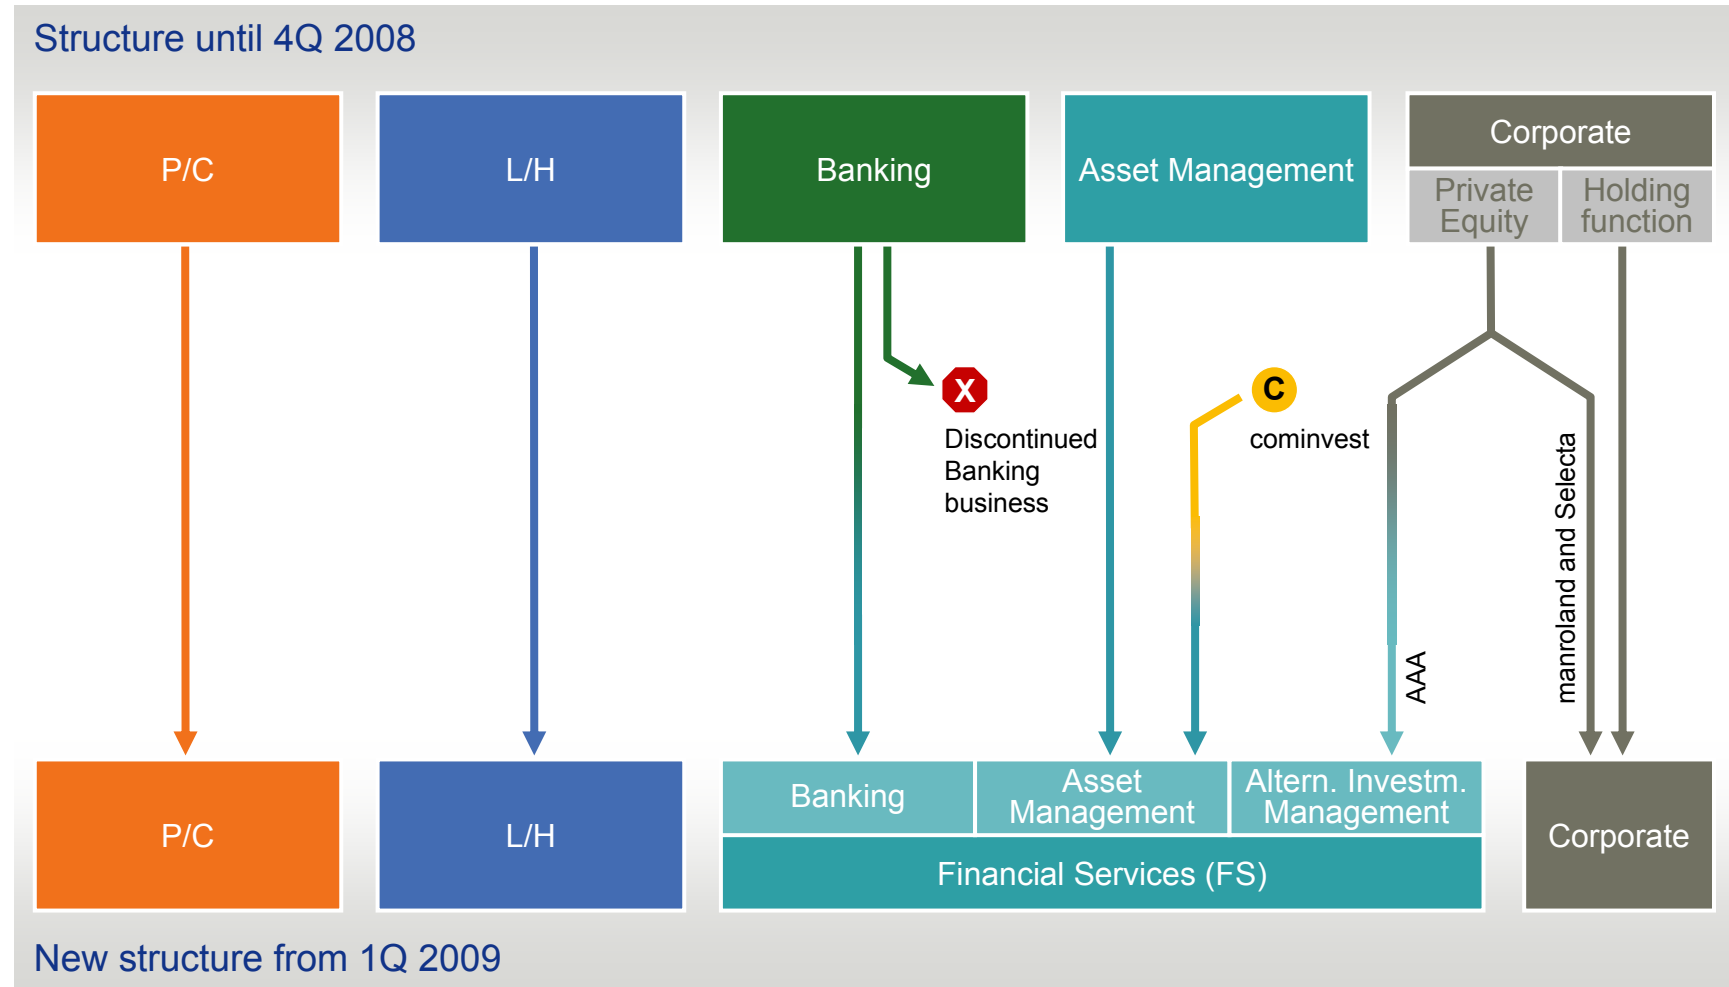 Structure until 4Q 2008
P/C
L/H
Banking
Asset Management
Corporate
Private
Equity
Holding
function
X
Discontinued
Banking
business
C
cominvest
AAA
manroland and Selecta
P/C
L/H
Banking
Asset
Management
Altern. Investm.
Management
Financial Services (FS)
Corporate
New structure from 1Q 2009